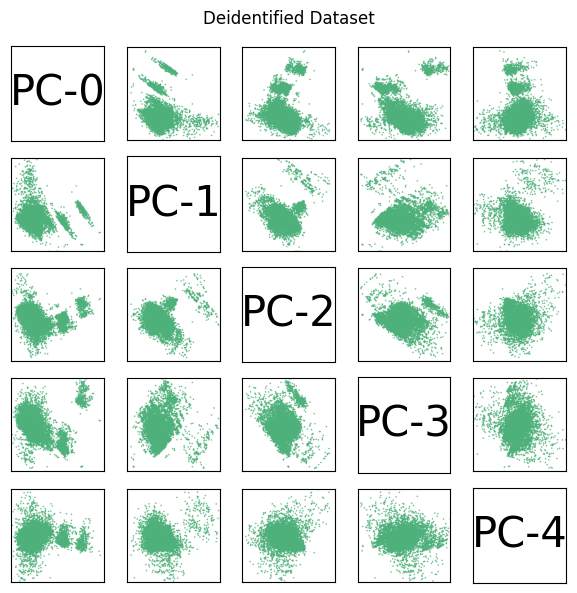 Deidentified Dataset
PC-0
PC-1
PC-2
PC-3
PC-4